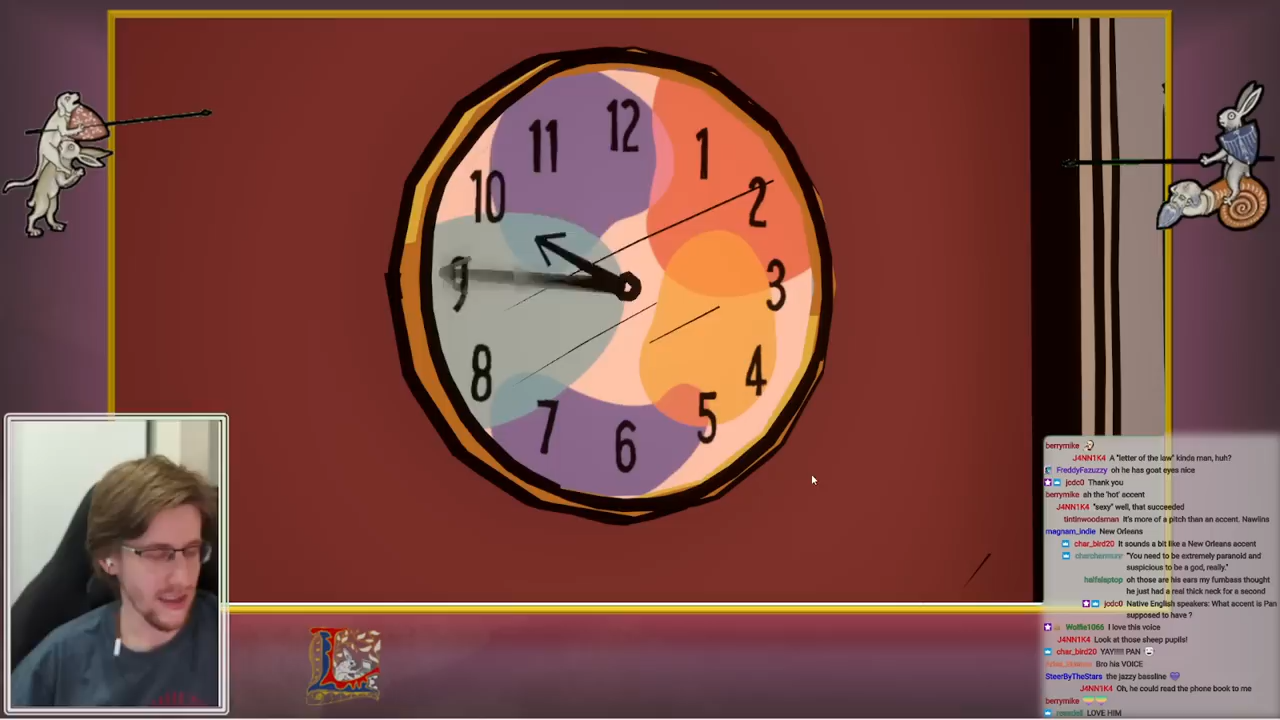 12
11
1
10
2
9
3
8
4
7
5
6
L
berrymike
J4NN1K4 A "letter of the law" kinda man, huh?
FreddyFazuzzy oh he has goat eyes nice
jcdc0 Thank you
berrymike ah the 'hot' accent
J4NN1K4 "sexy" well, that succeeded
tintinwoodsman It's more of a pitch than an accent. Nawlins
magnam_indie New Orleans
char_bird20 It sounds a bit like a New Orleans accent
"You need to be extremely paranoid and
suspicious to be a god, really."
halfalaptop oh those are his ears my fumbass thought
he just had a real thick neck for a second
jcdc0 Native English speakers: What accent is Pan
supposed to have ?
Wolfie1066 I love this voice
J4NN1K4 Look at those sheep pupils!
char_bird20 YAY!!!!! PAN
Bro his VOICE
SteerByTheStars the jazzy bassline
J4NN1K4 Oh, he could read the phone book to me
berrymike
LOVE HIM